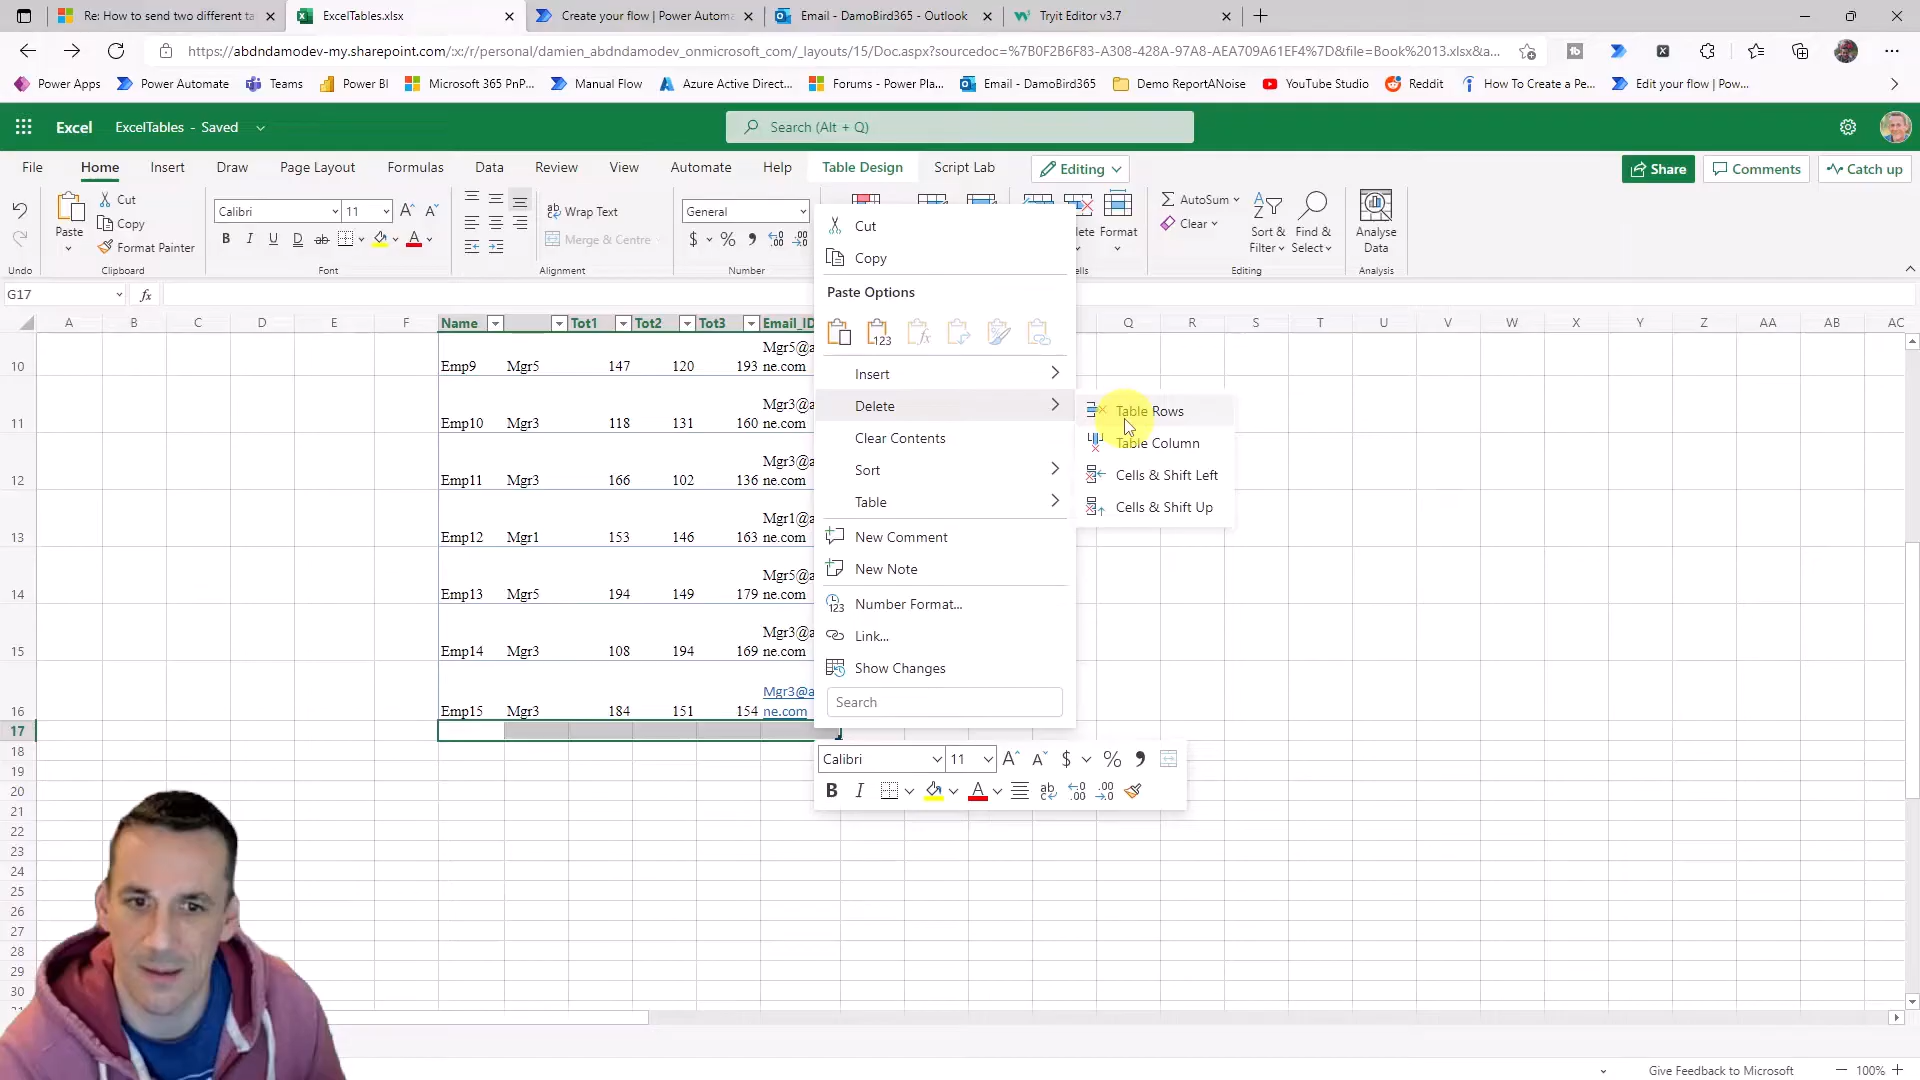 Re: How to send two different ta
ExcelTables.xlsx
Create your flow | Power Automa
Email - DamoBird365 - Outlook
Tryit Editor v3.7
https://abdndamodev-my.sharepoint.com/:x:/r/personal/damien_abdndamodev_onmicrosoft_com/_layouts/15/Doc.aspx?sourcedoc=%7B0F2B6F83-A308-428A-97A8-AEA709A61EF4%7D&file=Book%2013.xlsx&a...
Power Apps
Power Automate
Teams
Power BI
Microsoft 365 PnP...
Manual Flow
Azure Active Direct...
Forums - Power Pla...
Email - DamoBird365
Demo ReportANoise
YouTube Studio
Reddit
How To Create a Pe...
Edit your flow | Pow...
Excel
ExcelTables - Saved
Search (Alt + Q)
File
Home
Insert
Draw
Page Layout
Formulas
Data
Review
View
Automate
Help
Table Design
Script Lab
Editing
Share
Comments
Catch up
Paste
Cut
Copy
Format Painter
Calibri
11
Wrap Text
Merge & Centre
General
Format
AutoSum
Clear
Sort &
Filter
Find &
Select
Analyse
Data
Undo
Clipboard
Font
Alignment
Number
Editing
Analysis
G17
fx
A B C D E F Name Tot1 Tot2 Tot3 Email_ID Q R S T U V W X Y Z AA AB AC
Mgr5@a
10 Emp9 Mgr5 147 120 193 ne.com
Mgr3@a
11 Emp10 Mgr3 118 131 160 ne.com
Mgr3@a
12 Emp11 Mgr3 166 102 136 ne.com
Mgr1@a
13 Emp12 Mgr1 153 146 163 ne.com
Mgr5@a
14 Emp13 Mgr5 194 149 179 ne.com
Mgr3@a
15 Emp14 Mgr3 108 194 169 ne.com
Mgr3@a
16 Emp15 Mgr3 184 151 154 ne.com
17
18
19
20
21
22
23
24
25
26
27
28
29
30
Cut
Copy
Paste Options
Insert
Delete
Clear Contents
Sort
Table
New Comment
New Note
Number Format...
Link...
Show Changes
Search
Table Rows
Table Column
Cells & Shift Left
Cells & Shift Up
Calibri
11
Give Feedback to Microsoft
100%